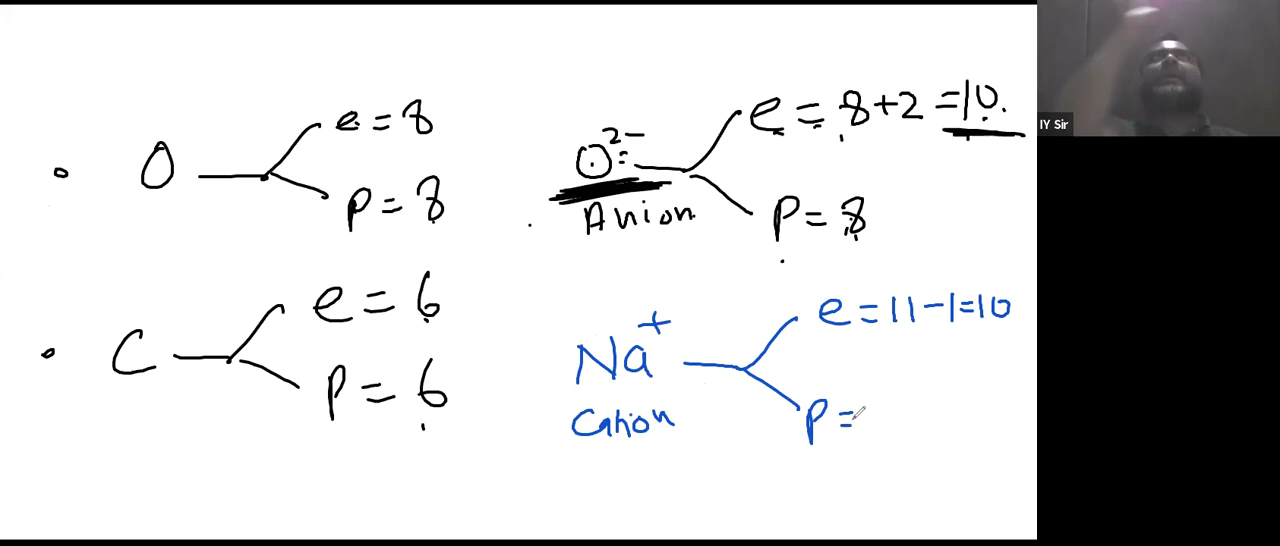 O
e = 8
p = 8
O²⁻
Anion
e = 8+2 =10.
p = 8
C
e = 6
p = 6
Na⁺
Cation
e = 11-1=10
p =
IY Sir